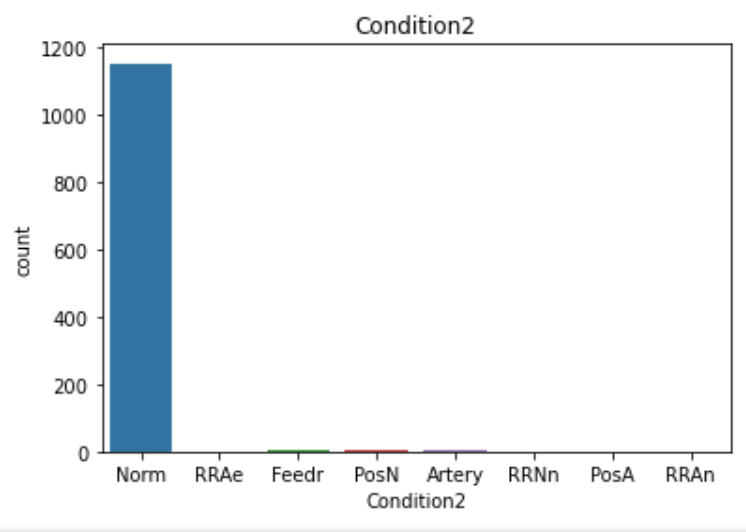 Condition2
1200
1000
800
600
400
200
0
count
Norm RRAe Feedr PosN Artery RRNn PosA RRAn
Condition2